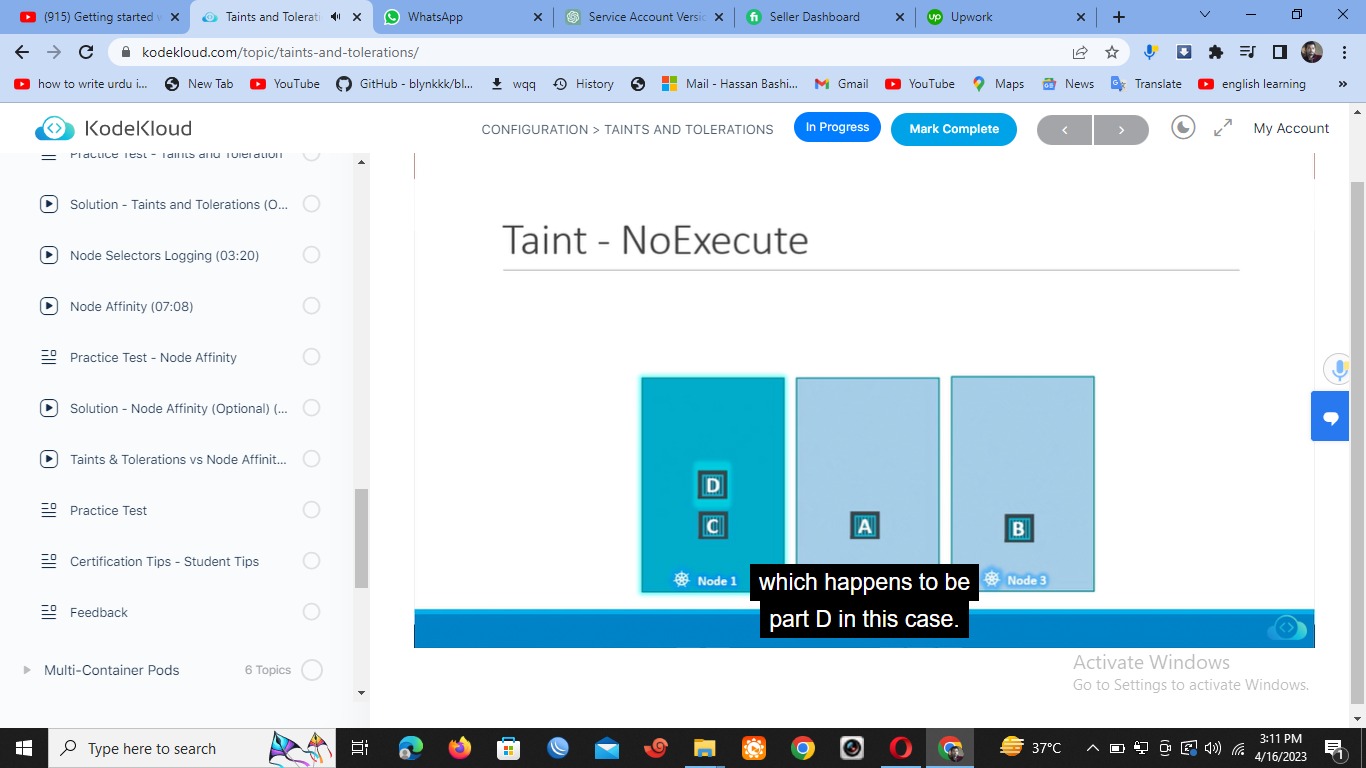 (915) Getting started w
Taints and Tolerati
WhatsApp
Service Account Versio
Seller Dashboard
Upwork
kodekloud.com/topic/taints-and-tolerations/
how to write urdu i...
New Tab
YouTube
GitHub - blynkkk/bl...
wqq
History
Mail - Hassan Bashi...
Gmail
YouTube
Maps
News
Translate
english learning
»
KodeKloud
CONFIGURATION > TAINTS AND TOLERATIONS
In Progress
Mark Complete
My Account
Practice Test - Taints and Toleration
Solution - Taints and Tolerations (O...
Node Selectors Logging (03:20)
Node Affinity (07:08)
Practice Test - Node Affinity
Solution - Node Affinity (Optional) (...
Taints & Tolerations vs Node Affinit...
Practice Test
Certification Tips - Student Tips
Feedback
Multi-Container Pods
6 Topics
Taint - NoExecute
D
C
A
B
Node 1
Node 3
which happens to be
part D in this case.
Activate Windows
Go to Settings to activate Windows.
Type here to search
37°C
3:11 PM
4/16/2023
1